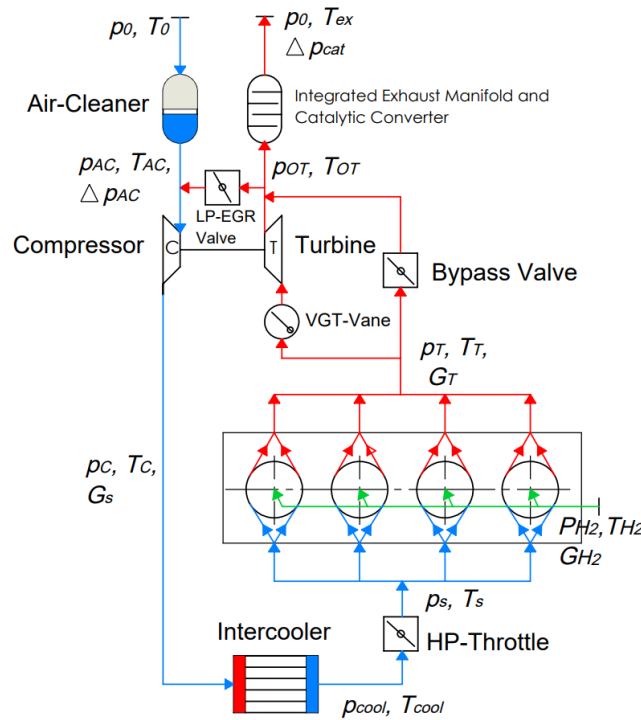 p0, T0
p0, Tex
△ pcat
Air-Cleaner
Integrated Exhaust Manifold and
Catalytic Converter
pAC, TAC,
△ pAC
pOT, TOT
LP-EGR
Valve
Compressor
C
T
Turbine
Bypass Valve
VGT-Vane
pT, TT,
GT
pC, TC,
Gs
PH2,TH2
GH2
ps, Ts
Intercooler
HP-Throttle
pcool, Tcool